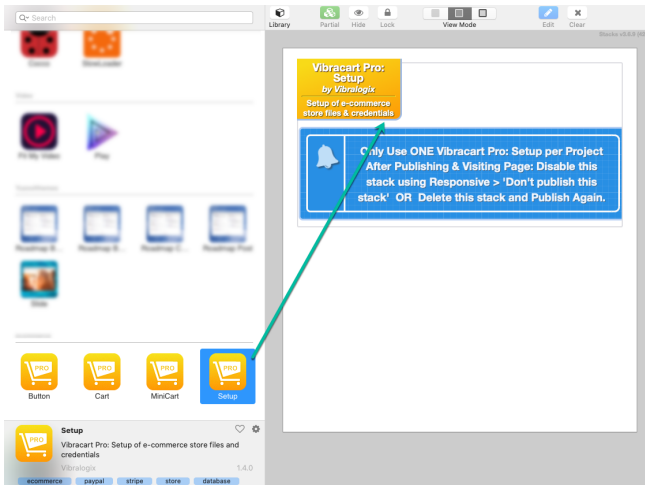 Search
Library
Partial
Hide
Lock
View Mode
Edit
Clear
Vibracart Pro:
Setup
by Vibralogix
Setup of e-commerce
store files & credentials
Only Use ONE Vibracart Pro: Setup per Project
After Publishing & Visiting Page: Disable this
stack using Responsive > 'Don't publish this
stack' OR Delete this stack and Publish Again.
PRO
PRO
PRO
PRO
Button
Cart
MiniCart
Setup
PRO
Setup
Vibracart Pro: Setup of e-commerce store files and
credentials
Vibralogix
1.4.0
ecommerce
paypal
stripe
store
database